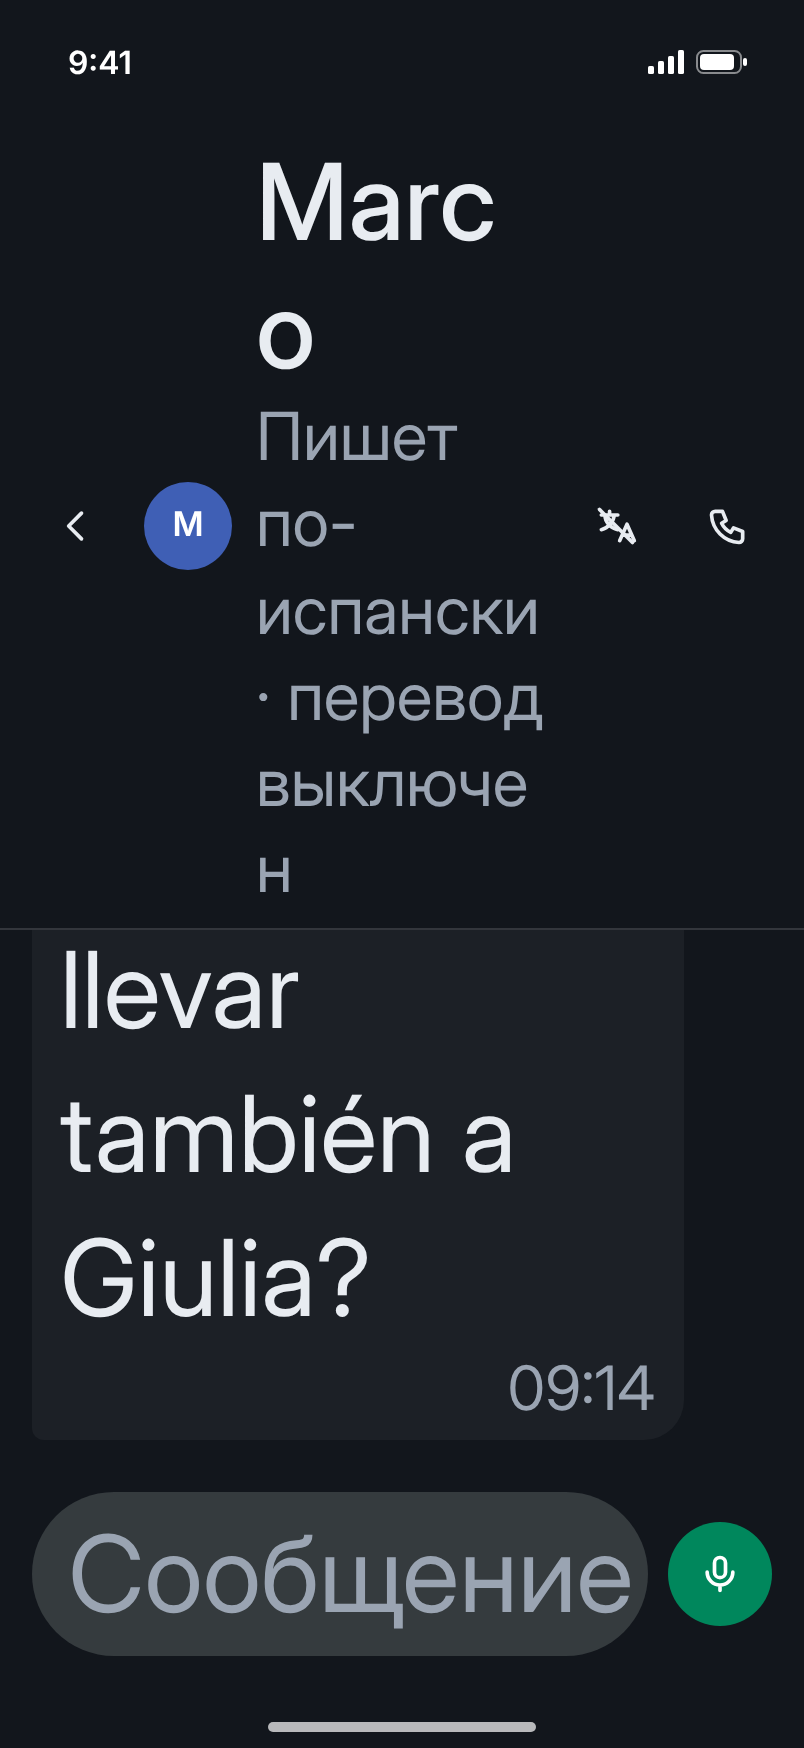 9:41
Marc
o
Пишет
по-
испански
· перевод
выключе
н
M
llevar
también a
Giulia?
09:14
Сообщение